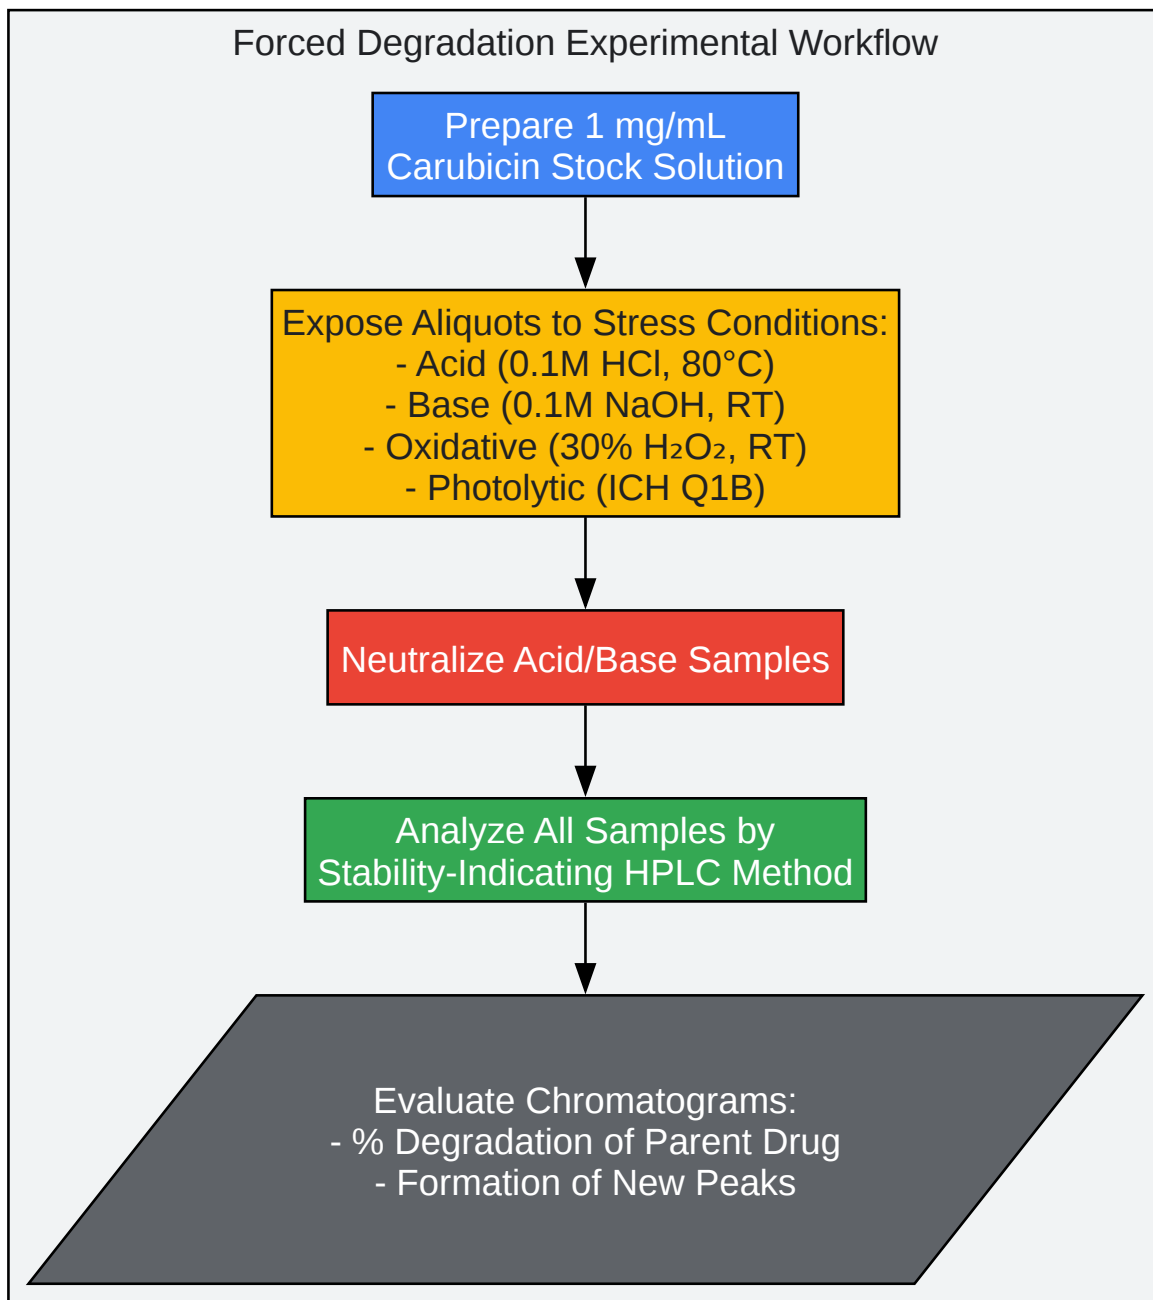 Forced Degradation Experimental Workflow
Prepare 1 mg/mL
Carubicin Stock Solution
Expose Aliquots to Stress Conditions:
- Acid (0.1M HCl, 80°C)
- Base (0.1M NaOH, RT)
- Oxidative (30% H₂O₂, RT)
- Photolytic (ICH Q1B)
Neutralize Acid/Base Samples
Analyze All Samples by
Stability-Indicating HPLC Method
Evaluate Chromatograms:
- % Degradation of Parent Drug
- Formation of New Peaks